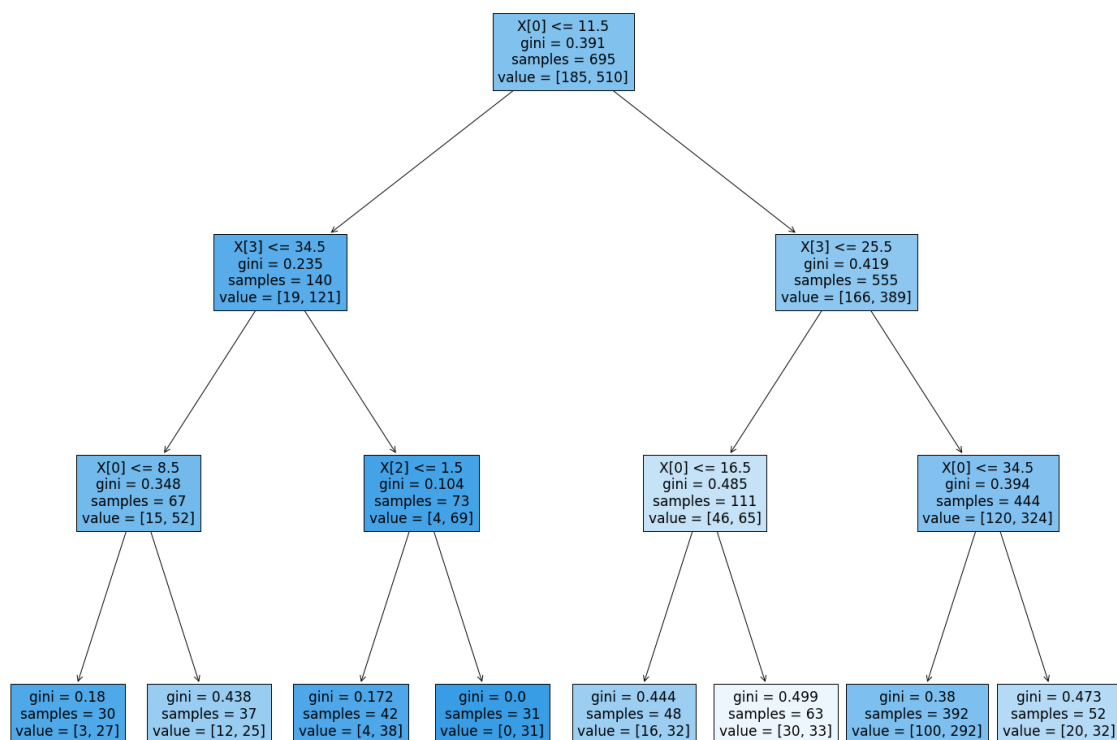 X[0] <= 11.5
gini = 0.391
samples = 695
value = [185, 510]
X[3] <= 34.5
gini = 0.235
samples = 140
value = [19, 121]
X[3] <= 25.5
gini = 0.419
samples = 555
value = [166, 389]
X[0] <= 8.5
gini = 0.348
samples = 67
value = [15, 52]
X[2] <= 1.5
gini = 0.104
samples = 73
value = [4, 69]
X[0] <= 16.5
gini = 0.485
samples = 111
value = [46, 65]
X[0] <= 34.5
gini = 0.394
samples = 444
value = [120, 324]
gini = 0.18
samples = 30
value = [3, 27]
gini = 0.438
samples = 37
value = [12, 25]
gini = 0.172
samples = 42
value = [4, 38]
gini = 0.0
samples = 31
value = [0, 31]
gini = 0.444
samples = 48
value = [16, 32]
gini = 0.499
samples = 63
value = [30, 33]
gini = 0.38
samples = 392
value = [100, 292]
gini = 0.473
samples = 52
value = [20, 32]